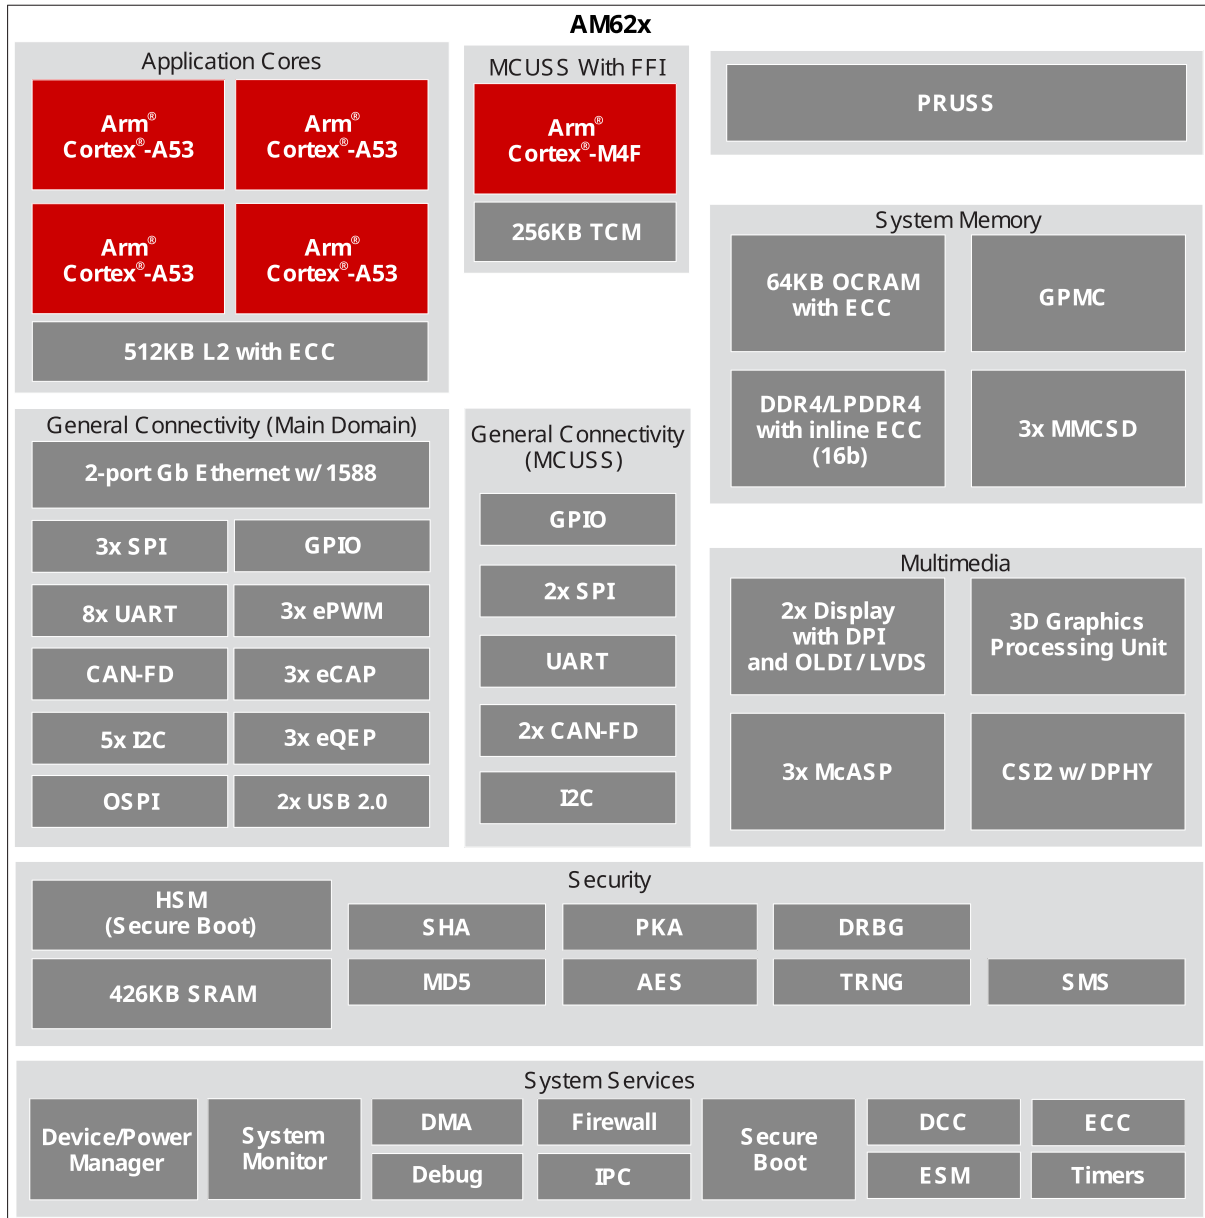 AM62x
Application Cores
Arm®
Cortex®-A53
Arm®
Cortex®-A53
Arm®
Cortex®-A53
Arm®
Cortex®-A53
512KB L2 with ECC
MCUSS With FFI
Arm®
Cortex®-M4F
256KB TCM
PRUSS
System Memory
64KB OCRAM
with ECC
GPMC
DDR4/LPDDR4
with inline ECC
(16b)
3x MMCSD
General Connectivity (Main Domain)
2-port Gb Ethernet w/ 1588
3x SPI
GPIO
8x UART
3x ePWM
CAN-FD
3x eCAP
5x I2C
3x eQEP
OSPI
2x USB 2.0
General Connectivity
(MCUSS)
GPIO
2x SPI
UART
2x CAN-FD
I2C
Multimedia
2x Display
with DPI
and OLDI / LVDS
3D Graphics
Processing Unit
3x McASP
CSI2 w/ DPHY
Security
HSM
(Secure Boot)
426KB SRAM
SHA
PKA
DRBG
MD5
AES
TRNG
SMS
System Services
Device/Power
Manager
System
Monitor
DMA
Debug
Firewall
IPC
Secure
Boot
DCC
ESM
ECC
Timers